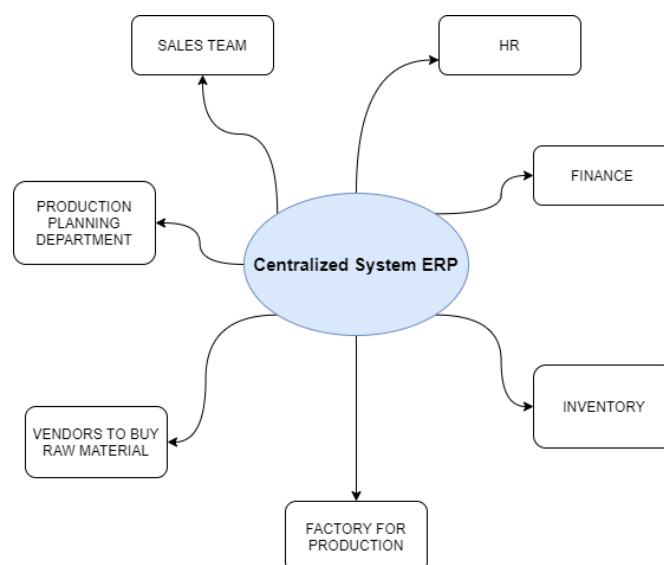 SALES TEAM
HR
FINANCE
PRODUCTION
PLANNING
DEPARTMENT
Centralized System ERP
VENDORS TO BUY
RAW MATERIAL
INVENTORY
FACTORY FOR
PRODUCTION